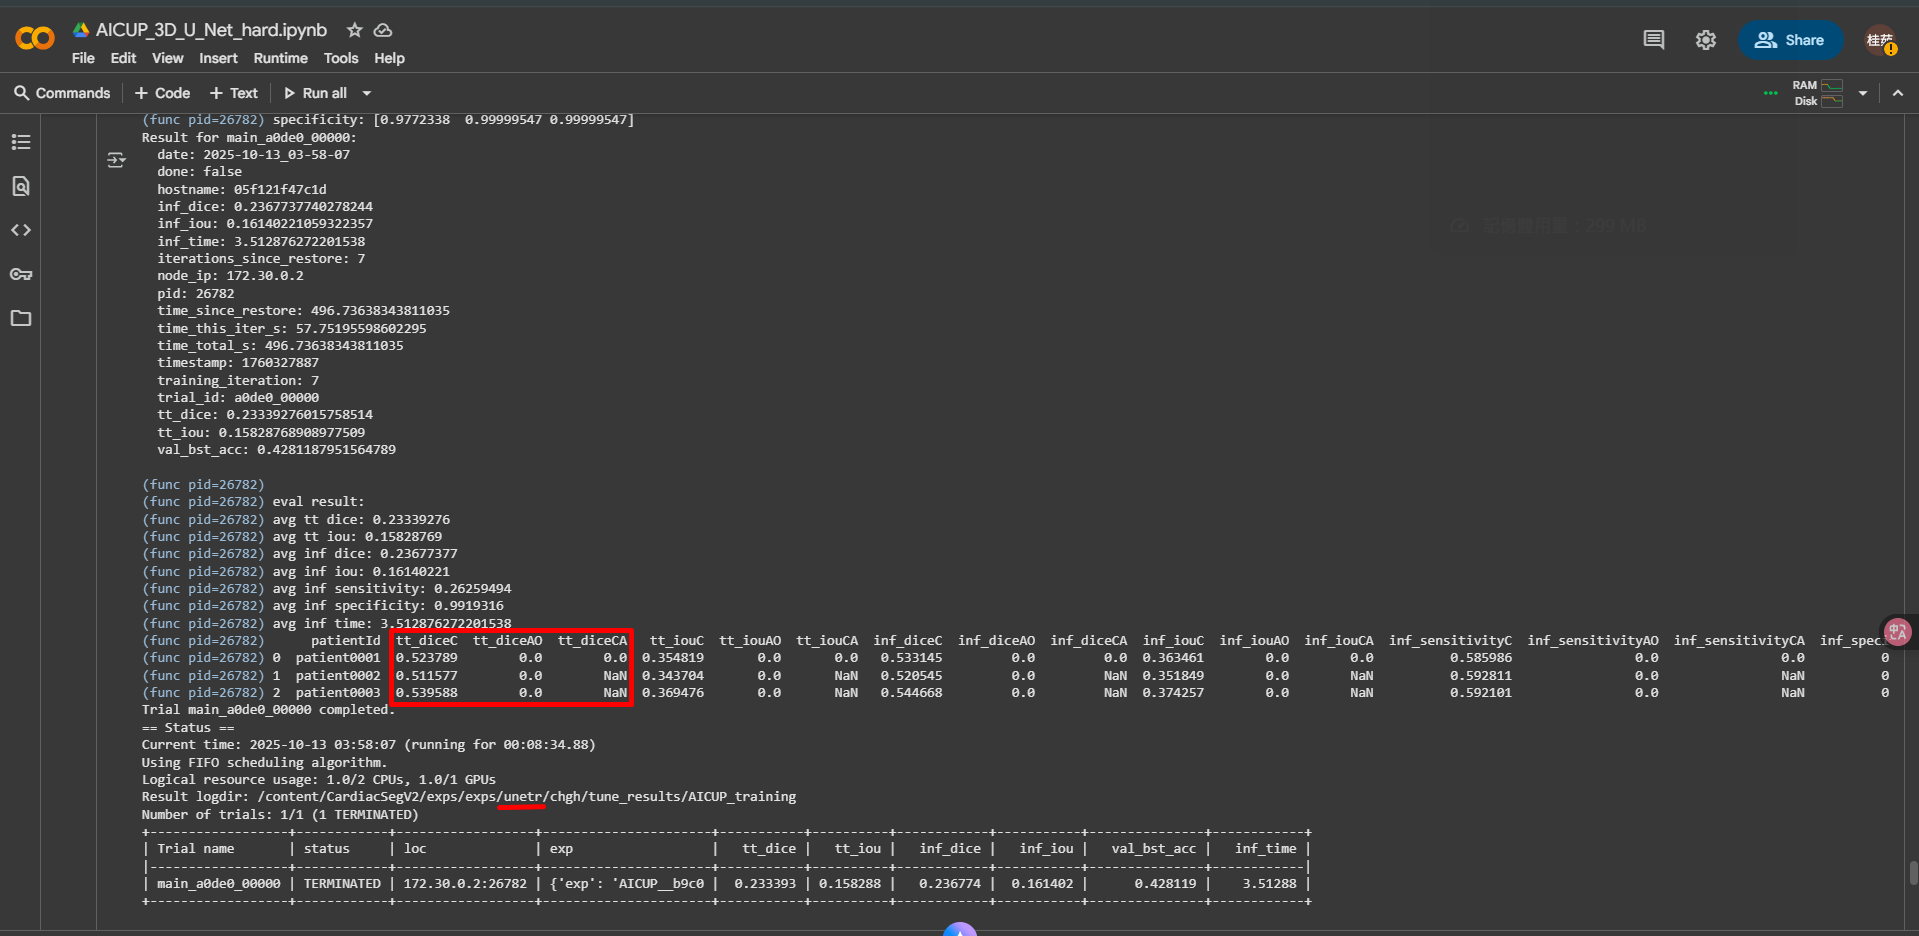 AICUP_3D_U_Net_hard.ipynb
File Edit View Insert Runtime Tools Help
Share
桂苑
Commands + Code + Text Run all
RAM
Disk
(func pid=26782) specificity: [0.9772338  0.99999547 0.99999547]
Result for main_a0de0_00000:
date: 2025-10-13_03-58-07
done: false
hostname: 05f121f47c1d
inf_dice: 0.2367737740278244
inf_iou: 0.16140221059322357
inf_time: 3.512876272201538
iterations_since_restore: 7
node_ip: 172.30.0.2
pid: 26782
time_since_restore: 496.73638343811035
time_this_iter_s: 57.75195598602295
time_total_s: 496.73638343811035
timestamp: 1760327887
training_iteration: 7
trial_id: a0de0_00000
tt_dice: 0.23339276015758514
tt_iou: 0.15828768908977509
val_bst_acc: 0.4281187951564789
記憶體用量：299 MB
(func pid=26782)
(func pid=26782) eval result:
(func pid=26782) avg tt dice: 0.23339276
(func pid=26782) avg tt iou: 0.15828769
(func pid=26782) avg inf dice: 0.23677377
(func pid=26782) avg inf iou: 0.16140221
(func pid=26782) avg inf sensitivity: 0.26259494
(func pid=26782) avg inf specificity: 0.9919316
(func pid=26782) avg inf time: 3.512876272201538
(func pid=26782) patientId tt_diceC tt_diceAO tt_diceCA tt_iouC tt_iouAO tt_iouCA inf_diceC inf_diceAO inf_diceCA inf_iouC inf_iouAO inf_iouCA inf_sensitivityC inf_sensitivityAO inf_sensitivityCA inf_speci
(func pid=26782) 0 patient0001 0.523789 0.0 0.0 0.354819 0.0 0.0 0.533145 0.0 0.0 0.363461 0.0 0.0 0.585986 0.0 0.0 0
(func pid=26782) 1 patient0002 0.511577 0.0 NaN 0.343704 0.0 NaN 0.520545 0.0 NaN 0.351849 0.0 NaN 0.592811 0.0 NaN 0
(func pid=26782) 2 patient0003 0.539588 0.0 NaN 0.369476 0.0 NaN 0.544668 0.0 NaN 0.374257 0.0 NaN 0.592101 0.0 NaN 0
Trial main_a0de0_00000 completed.
== Status ==
Current time: 2025-10-13 03:58:07 (running for 00:08:34.88)
Using FIFO scheduling algorithm.
Logical resource usage: 1.0/2 CPUs, 1.0/1 GPUs
Result logdir: /content/CardiacSegV2/exps/exps/unetr/chgh/tune_results/AICUP_training
Number of trials: 1/1 (1 TERMINATED)
| Trial name | status | loc | exp | tt_dice | tt_iou | inf_dice | inf_iou | val_bst_acc | inf_time |
| main_a0de0_00000 | TERMINATED | 172.30.0.2:26782 | {'exp': 'AICUP__b9c0 | 0.233393 | 0.158288 | 0.236774 | 0.161402 | 0.428119 | 3.51288 |